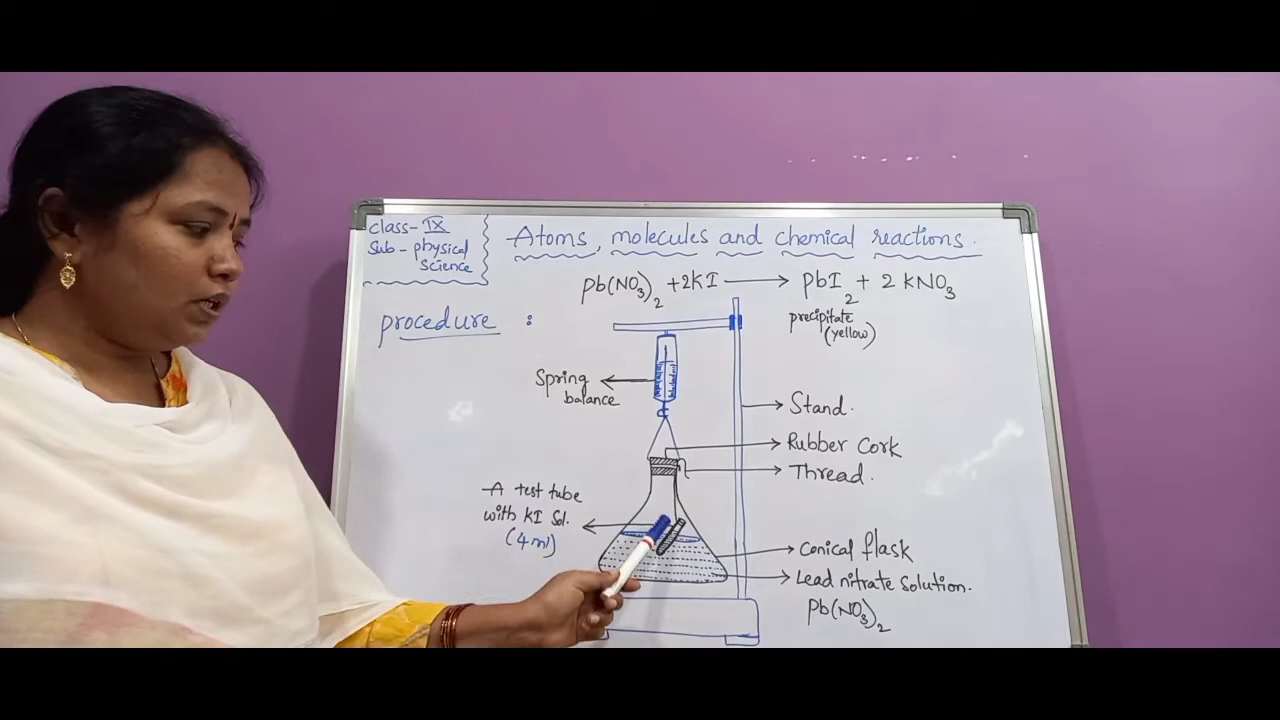 class- IX
Sub - physical
Science
Atoms, molecules and chemical reactions.
pb(NO₃)₂ +2KI ⟶ pbI₂ + 2 KNO₃
precipitate
(yellow)
procedure :
Spring
balance
Stand.
Rubber Cork
Thread.
A test tube
with KI Sol.
(4ml)
Conical flask
Lead nitrate solution.
pb(NO₃)₂